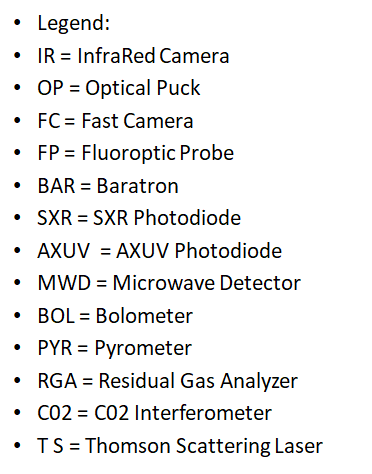 • Legend:
• IR = InfraRed Camera
• OP = Optical Puck
• FC = Fast Camera
• FP = Fluoroptic Probe
• BAR = Baratron
• SXR = SXR Photodiode
• AXUV = AXUV Photodiode
• MWD = Microwave Detector
• BOL = Bolometer
• PYR = Pyrometer
• RGA = Residual Gas Analyzer
• C02 = C02 Interferometer
• T S = Thomson Scattering Laser